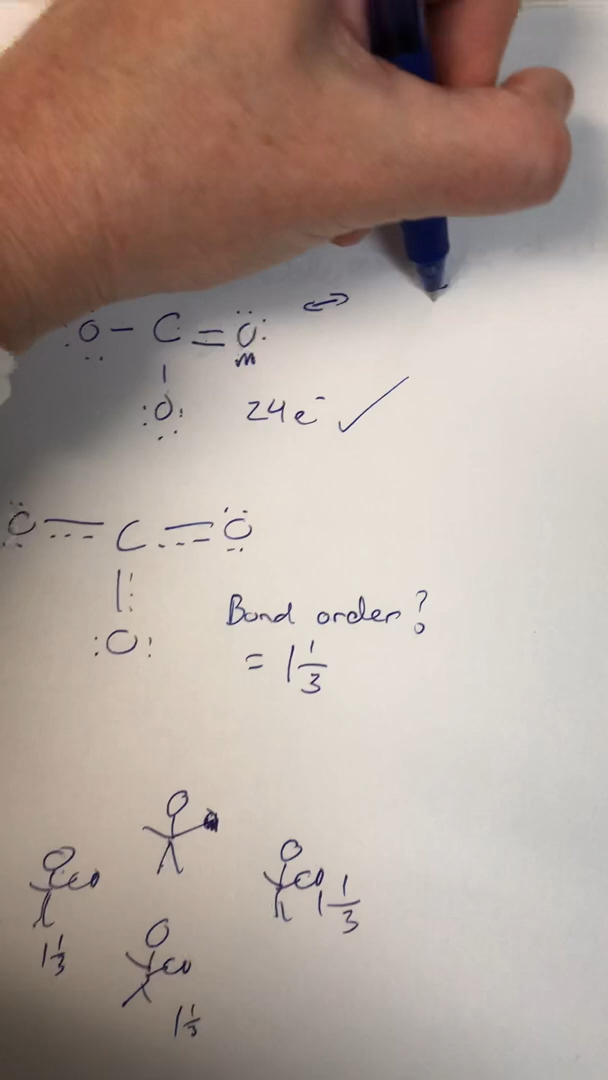 :Ö – C = Ö: ↔
|
:Ö: 24e⁻ ✓
Ö C Ö
:O:
Bond order?
= 1 1/3
1 1/3
1 1/3
1 1/3